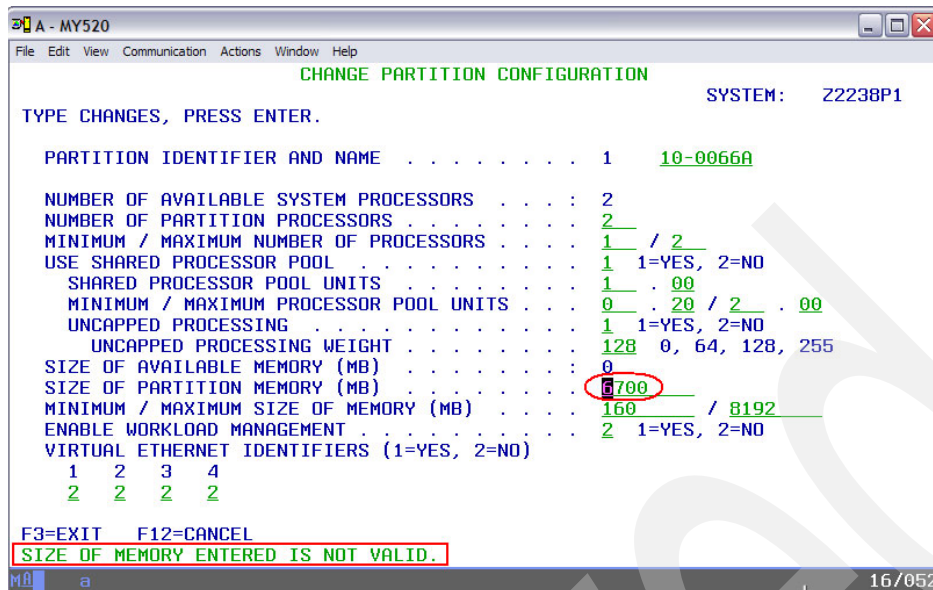 A - MY520
File Edit View Communication Actions Window Help
CHANGE PARTITION CONFIGURATION
SYSTEM: Z2238P1
TYPE CHANGES, PRESS ENTER.
PARTITION IDENTIFIER AND NAME . . . . . . . . 1 10-0066A
NUMBER OF AVAILABLE SYSTEM PROCESSORS . . . : 2
NUMBER OF PARTITION PROCESSORS . . . . . . . . 2
MINIMUM / MAXIMUM NUMBER OF PROCESSORS . . . . 1 / 2
USE SHARED PROCESSOR POOL . . . . . . . . . . 1 1=YES, 2=NO
SHARED PROCESSOR POOL UNITS . . . . . . . . 1 . 00
MINIMUM / MAXIMUM PROCESSOR POOL UNITS . . . 0 . 20 / 2 . 00
UNCAPPED PROCESSING . . . . . . . . . . . . 1 1=YES, 2=NO
UNCAPPED PROCESSING WEIGHT . . . . . . . . 128 0, 64, 128, 255
SIZE OF AVAILABLE MEMORY (MB) . . . . . . . : 0
SIZE OF PARTITION MEMORY (MB) . . . . . . . . 6700
MINIMUM / MAXIMUM SIZE OF MEMORY (MB) . . . . 160 / 8192
ENABLE WORKLOAD MANAGEMENT . . . . . . . . . . 2 1=YES, 2=NO
VIRTUAL ETHERNET IDENTIFIERS (1=YES, 2=NO)
1 2 3 4
2 2 2 2
F3=EXIT F12=CANCEL
SIZE OF MEMORY ENTERED IS NOT VALID.
MA a 16/052